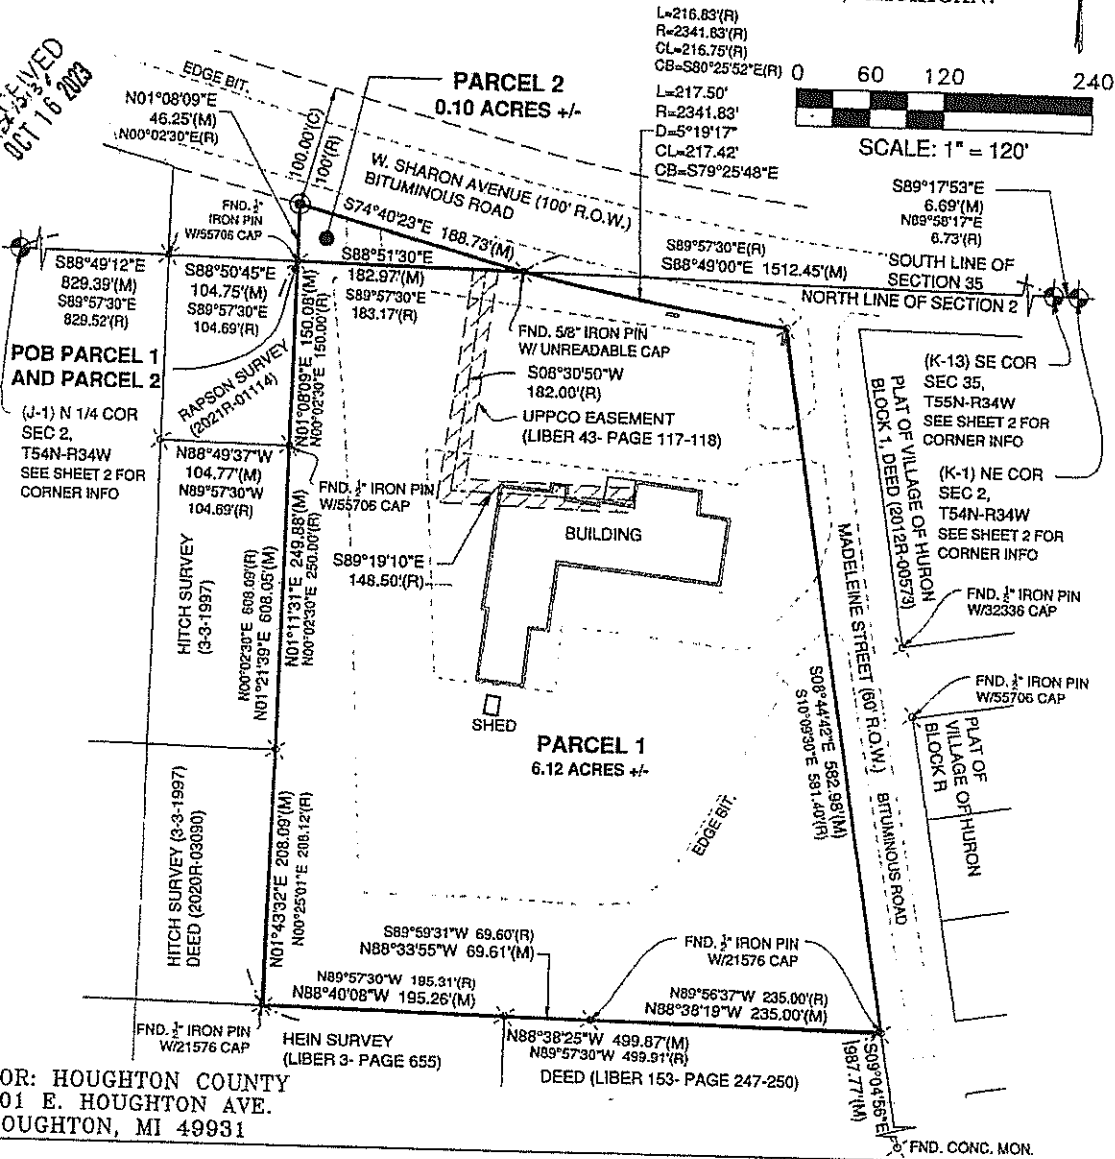 L=216.83'(R)
R=2341.83'(R)
CL=216.75'(R)
CB=S80°25'52"E(R)
L=217.50'
R=2341.83'
D=5°19'17"
CL=217.42'
CB=S79°25'48"E
0 60 120 240
SCALE: 1" = 120'
OCT 16 2023
EDGE BIT.
N01°08'09"E
46.25'(M)
N00°02'30"E(R)
100.00'(C)
100'(R)
PARCEL 2
0.10 ACRES +/-
W. SHARON AVENUE (100' R.O.W.)
BITUMINOUS ROAD
S74°40'23"E 188.73'(M)
FND. ½"
IRON PIN
W/55706 CAP
S89°17'53"E
6.69'(M)
N89°58'17"E
6.73'(R)
S88°49'12"E
829.39'(M)
S89°57'30"E
829.52'(R)
S88°50'45"E
104.75'(M)
S89°57'30"E
104.69'(R)
S88°51'30"E
182.97'(M)
S89°57'30"E
183.17'(R)
S89°57'30"E(R)
S88°49'00"E 1512.45'(M)
SOUTH LINE OF
SECTION 35
NORTH LINE OF SECTION 2
POB PARCEL 1
AND PARCEL 2
RAPSON SURVEY
(2021R-01114)
N01°08'09"E 150.08'(M)
N00°02'30"E 150.00'(R)
FND. 5/8" IRON PIN
W/ UNREADABLE CAP
S08°30'50"W
182.00'(R)
UPPCO EASEMENT
(LIBER 43- PAGE 117-118)
(J-1) N 1/4 COR
SEC 2,
T54N-R34W
SEE SHEET 2 FOR
CORNER INFO
N88°49'37"W
104.77'(M)
N89°57'30"W
104.69'(R)
FND. ½" IRON PIN
W/55706 CAP
(K-13) SE COR
SEC 35,
T55N-R34W
SEE SHEET 2 FOR
CORNER INFO
(K-1) NE COR
SEC 2,
T54N-R34W
SEE SHEET 2 FOR
CORNER INFO
PLAT OF VILLAGE OF HURON
BLOCK 1, DEED (2012R-00573)
BUILDING
S89°19'10"E
148.50'(R)
HITCH SURVEY
(3-3-1997)
N00°02'30"E 608.09'(R)
N01°21'39"E 608.05'(M)
N01°11'31"E 249.88'(M)
N00°02'30"E 250.00'(R)
MADELEINE STREET (60' R.O.W.)
BITUMINOUS ROAD
FND. ½" IRON PIN
W/32336 CAP
FND. ½" IRON PIN
W/55706 CAP
S08°44'42"E 582.98'(M)
S10°09'30"E 581.40'(R)
PLAT OF
VILLAGE OF HURON
BLOCK R
SHED
PARCEL 1
6.12 ACRES +/-
EDGE BIT.
HITCH SURVEY (3-3-1997)
DEED (2020R-03090)
N01°43'32"E 208.09'(M)
N00°25'01"E 208.12'(R)
S89°59'31"W 69.60'(R)
N88°33'55"W 69.61'(M)
FND. ½" IRON PIN
W/21576 CAP
N89°57'30"W 195.31'(R)
N88°40'08"W 195.26'(M)
N89°56'37"W 235.00'(R)
N88°38'19"W 235.00'(M)
FND. ½" IRON PIN
W/21576 CAP
HEIN SURVEY
(LIBER 3- PAGE 655)
N88°38'25"W 499.87'(M)
N89°57'30"W 499.91'(R)
DEED (LIBER 153- PAGE 247-250)
S09°04'56"E
987.77'(M)
FND. CONC. MON.
OR: HOUGHTON COUNTY
01 E. HOUGHTON AVE.
OUGHTON, MI 49931